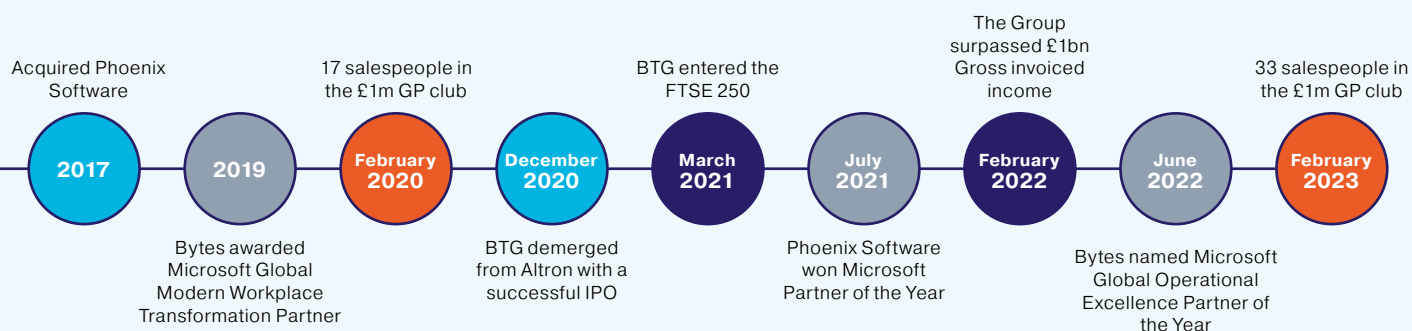 Acquired Phoenix
Software
2017
2019
Bytes awarded
Microsoft Global
Modern Workplace
Transformation Partner
17 salespeople in
the £1m GP club
February
2020
December
2020
BTG demerged
from Altron with a
successful IPO
BTG entered the
FTSE 250
March
2021
July
2021
Phoenix Software
won Microsoft
Partner of the Year
The Group
surpassed £1bn
Gross invoiced
income
February
2022
June
2022
Bytes named Microsoft
Global Operational
Excellence Partner of
the Year
33 salespeople in
the £1m GP club
February
2023